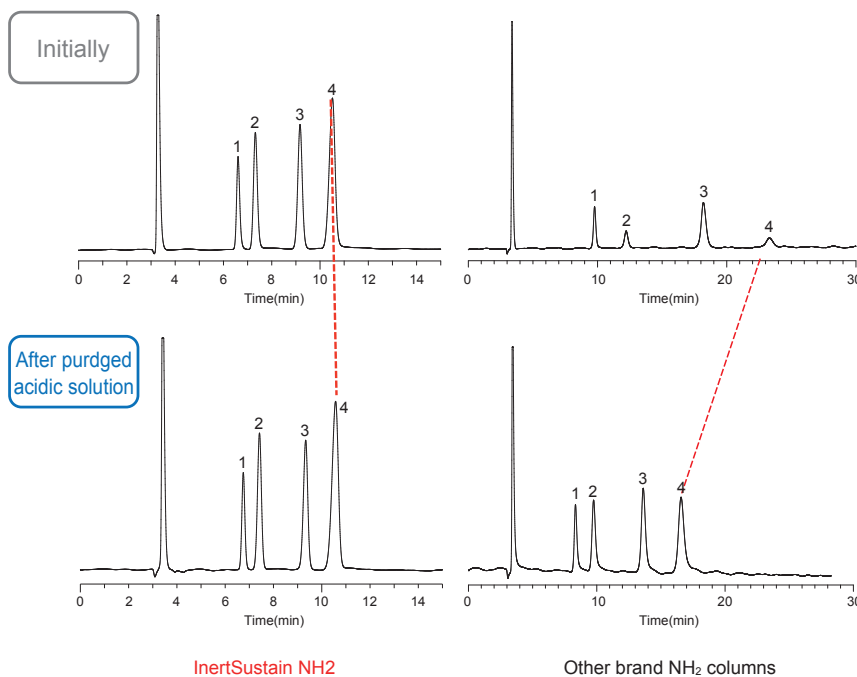 Initially
1
2
3
4
0 2 4 6 8 10 12 14
Time(min)
1
2
3
4
0 10 20 30
Time(min)
After purdged
acidic solution
1
2
3
4
0 2 4 6 8 10 12 14
Time(min)
1
2
3
4
0 10 20 30
Time(min)
InertSustain NH2
Other brand NH₂ columns